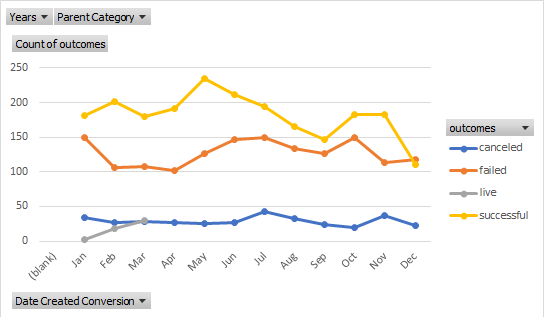 Years Parent Category
Count of outcomes
250
200
150
100
50
0
(blank) Jan Feb Mar Apr May Jun Jul Aug Sep Oct Nov Dec
outcomes
canceled
failed
live
successful
Date Created Conversion